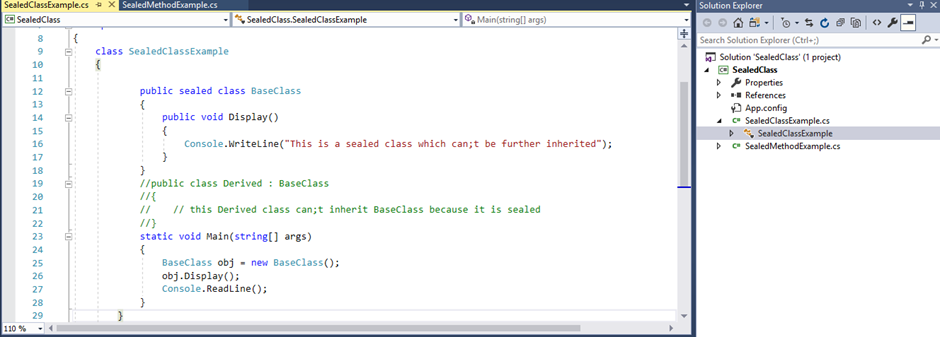 SealedClassExample.cs
SealedMethodExample.cs
SealedClass
SealedClass.SealedClassExample
Main(string[] args)
8 {
9 class SealedClassExample
10 {
11
12 public sealed class BaseClass
13 {
14 public void Display()
15 {
16 Console.WriteLine("This is a sealed class which can;t be further inherited");
17 }
18 }
19 //public class Derived : BaseClass
20 //{
21 // // this Derived class can;t inherit BaseClass because it is sealed
22 //}
23 static void Main(string[] args)
24 {
25 BaseClass obj = new BaseClass();
26 obj.Display();
27 Console.ReadLine();
28 }
29 }
110 %
Solution Explorer
Search Solution Explorer (Ctrl+;)
Solution 'SealedClass' (1 project)
C# SealedClass
Properties
References
App.config
C# SealedClassExample.cs
SealedClassExample
C# SealedMethodExample.cs